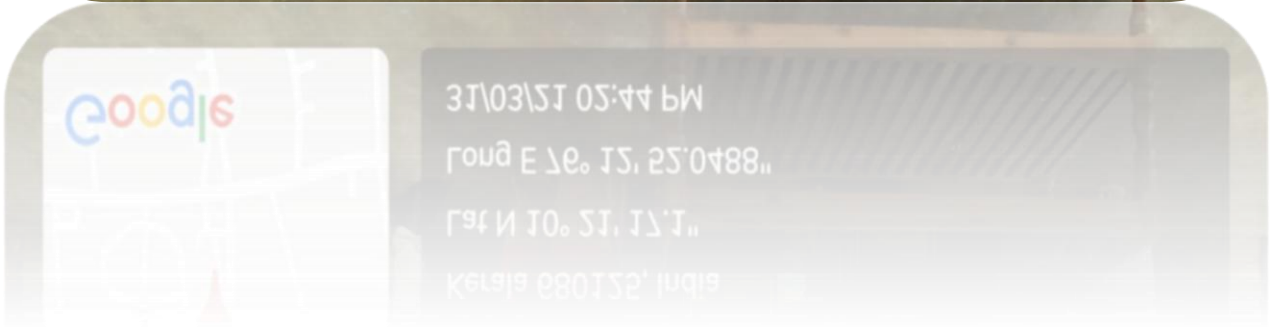 Google
31/03/21 02:44 PM
Long E 76° 12' 52.0488"
Lat N 10° 21' 17.1"
Kerala 680125, India